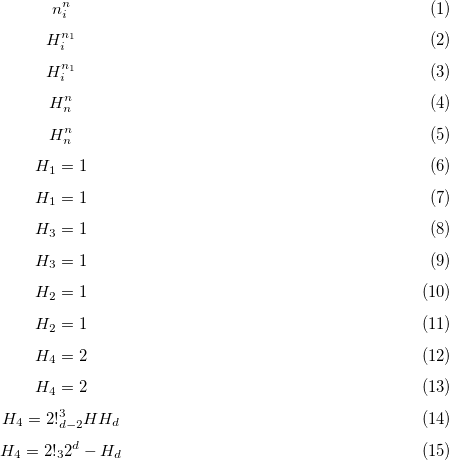 n_i^n (1)
H_i^{n_1} (2)
H_i^{n_1} (3)
H_n^n (4)
H_n^n (5)
H_1 = 1 (6)
H_1 = 1 (7)
H_3 = 1 (8)
H_3 = 1 (9)
H_2 = 1 (10)
H_2 = 1 (11)
H_4 = 2 (12)
H_4 = 2 (13)
H_4 = 2!_{d-2}^3 HH_d (14)
H_4 = 2!_3 2^d - H_d (15)